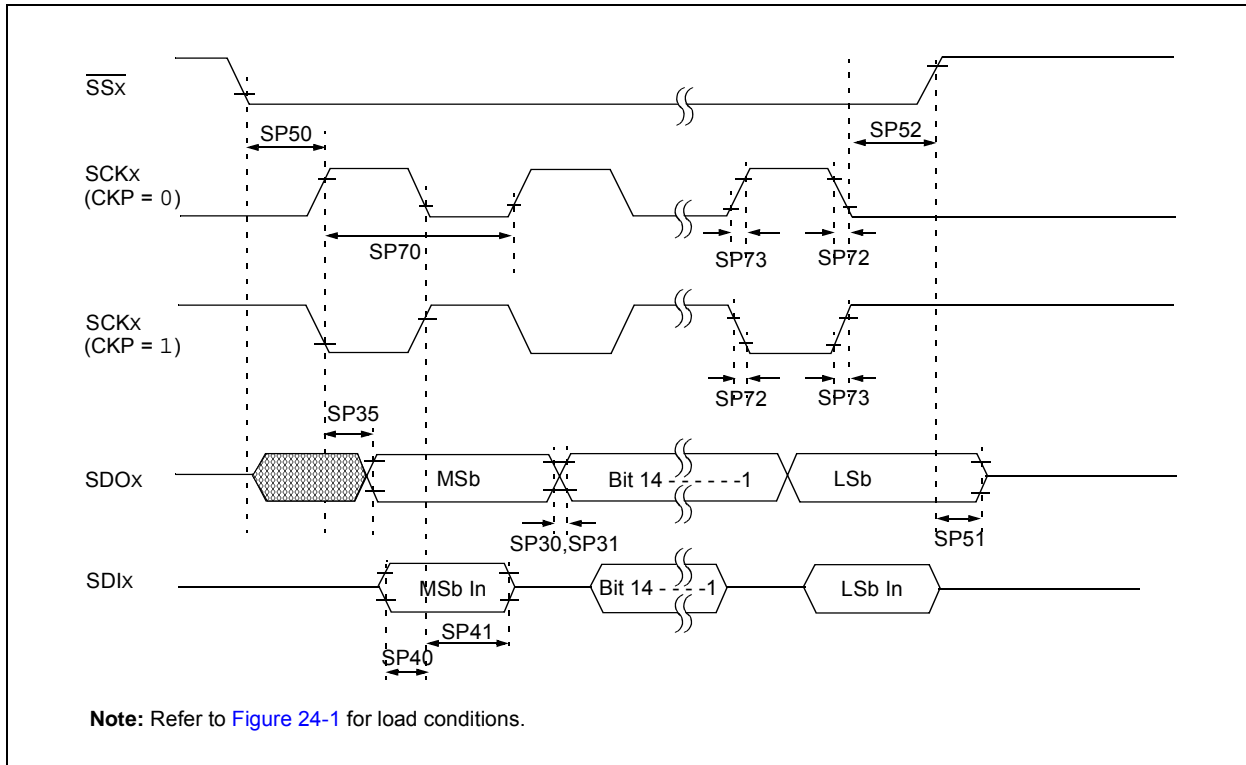 SSx
SP50
SP52
SCKx
(CKP = 0)
SP70
SP73
SP72
SCKx
(CKP = 1)
SP72
SP73
SP35
SDOx
MSb
Bit 14 - - - - - -1
LSb
SP30,SP31
SP51
SDIx
MSb In
Bit 14 - - - -1
LSb In
SP41
SP40
Note: Refer to Figure 24-1 for load conditions.